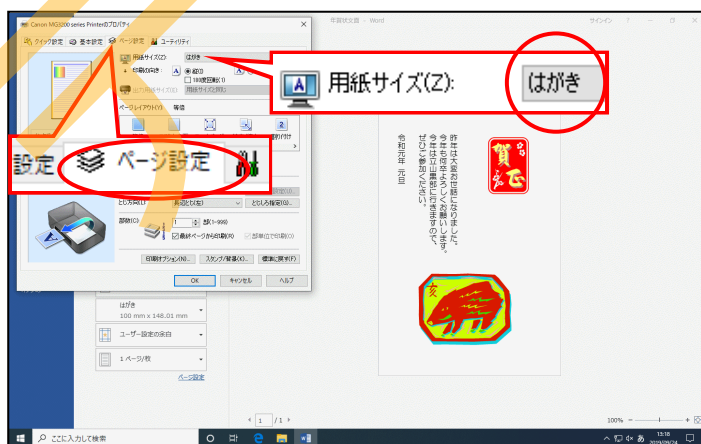 Canon MG3200 series Printerのプロパティ
年賀状文面 - Word
サインイン ? － □ ×
クイック設定 基本設定 ページ設定 ユーティリティ
用紙サイズ(Z): はがき
印刷の向き: 縦(I)
180度回転(1)
出力用紙サイズ(E) 用紙サイズと同じ
ページレイアウト(Y) 等倍
用紙サイズ(Z): はがき
設定 ページ設定
とじ方向(L) 長辺とじ(左) とじしろ指定(G)...
部数(C) 1 部(1-999)
最終ページから印刷(R) 部単位で印刷(O)
印刷オプション(N)... スタンプ/背景(K)... 標準に戻す(F)
OK キャンセル ヘルプ
はがき
100 mm x 148.01 mm
ユーザー設定の余白
1 ページ/枚
ページ設定
賀正
昨年は大変お世話になりました。
今年も何卒よろしくお願いします。
今年は立山黒部に行きますので、
ぜひご参加ください。
令和元年 元旦
亥
1 / 1
100%
ここに入力して検索
あ
13:18
2019/09/24